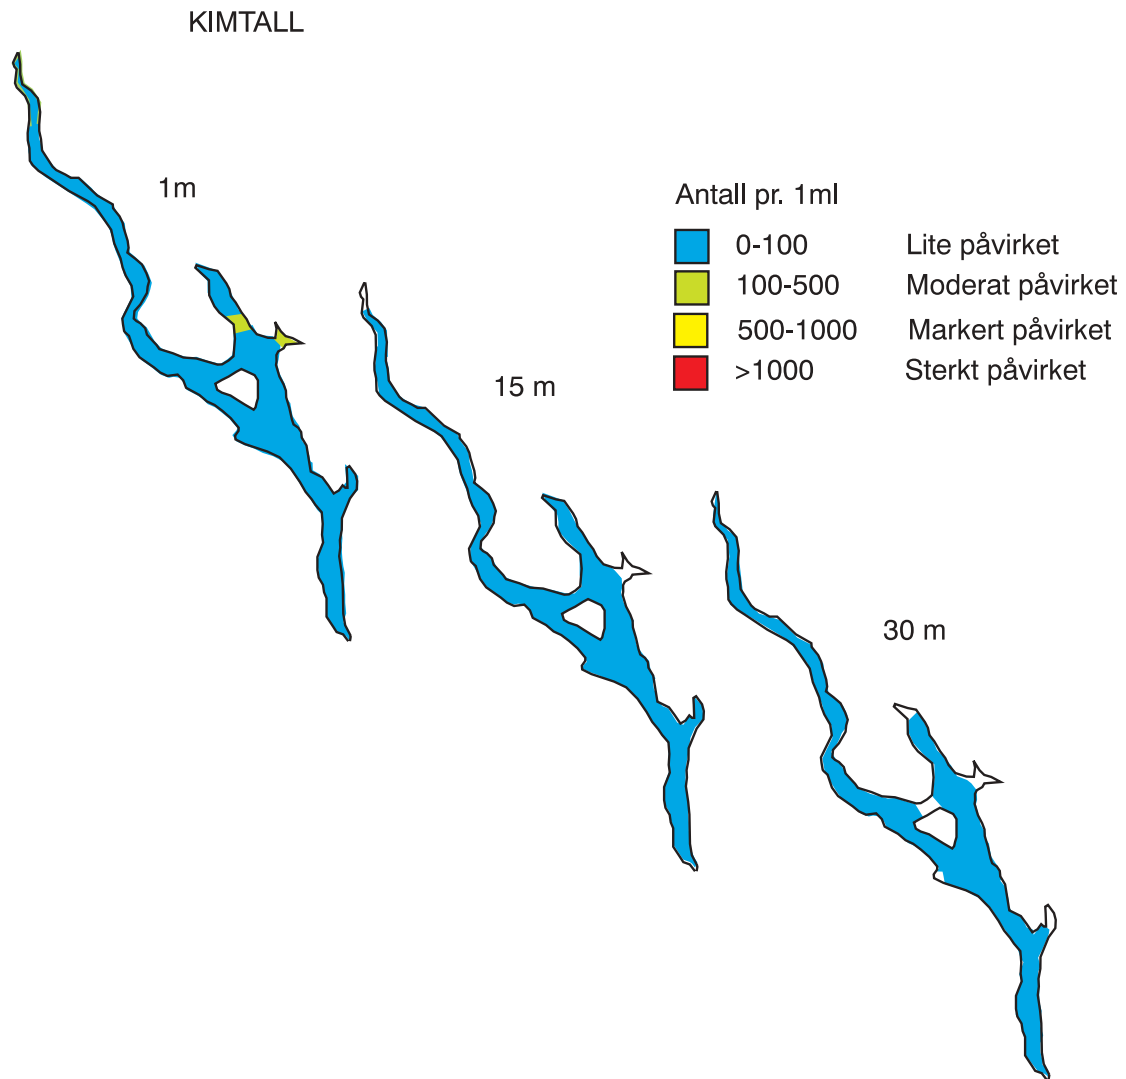 KIMTALL
1m
Antall pr. 1ml
0-100 Lite påvirket
100-500 Moderat påvirket
500-1000 Markert påvirket
>1000 Sterkt påvirket
15 m
30 m